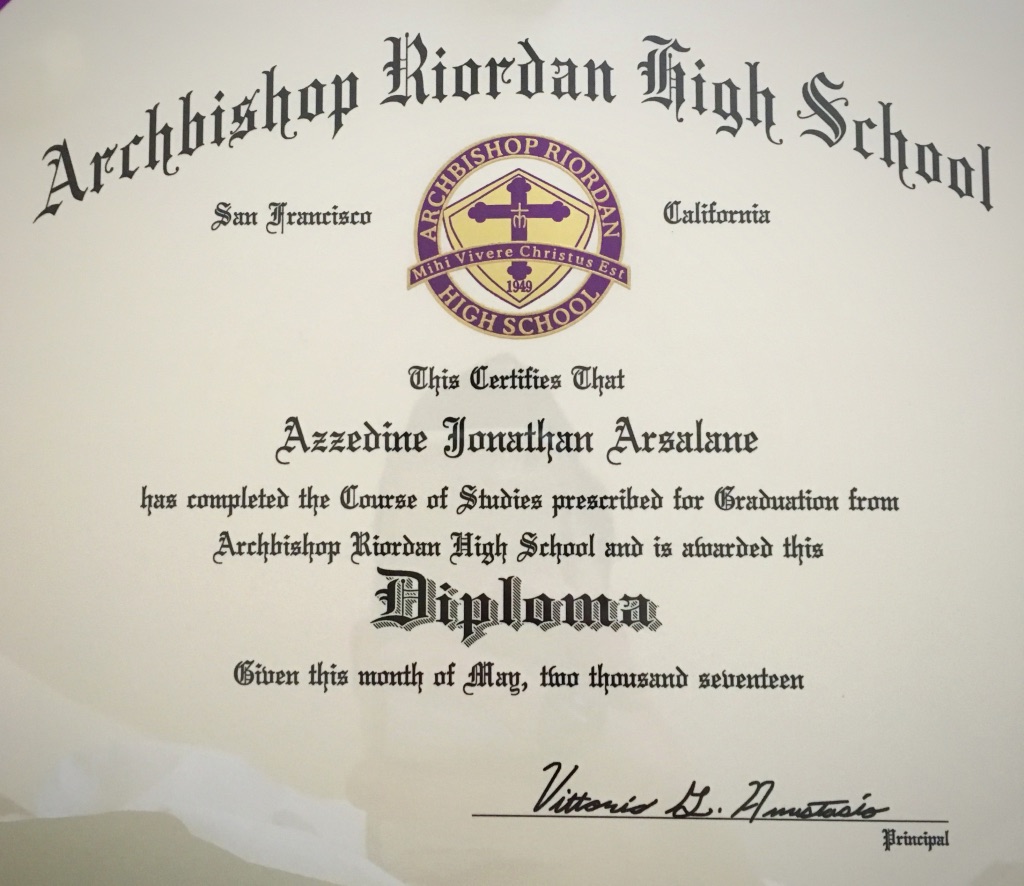 Archbishop Riordan High School
San Francisco
California
ARCHBISHOP RIORDAN
Mihi Vivere Christus Est
1949
HIGH SCHOOL
This Certifies That
Azzedine Jonathan Arsalane
has completed the Course of Studies prescribed for Graduation from
Archbishop Riordan High School and is awarded this
Diploma
Given this month of May, two thousand seventeen
Vittorio G. Anastasio
Principal